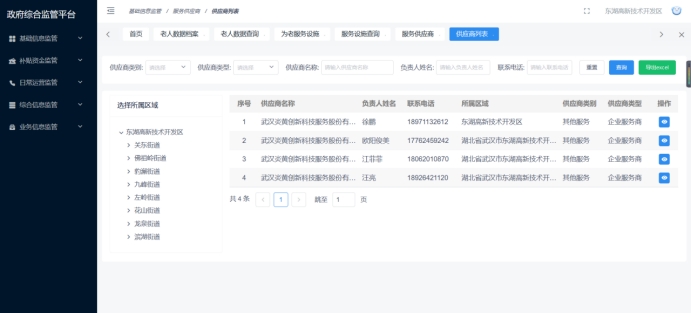 政府综合监管平台
基础信息监管 / 服务供应商 / 供应商列表
东湖高新技术开发区
基础信息监管
补贴资金监管
日常运营监管
综合信息监管
业务信息监管
首页 老人数据档案 老人数据查询 为老服务设施 服务设施查询 服务供应商 供应商列表
供应商类别: 请选择 供应商类型: 请选择 供应商名称: 请输入供应商名称 负责人姓名: 请输入负责人姓名 联系电话: 请输入联系电话 重置 查询 导出excel
选择所属区域
东湖高新技术开发区
关东街道
佛祖岭街道
豹澥街道
九峰街道
左岭街道
花山街道
龙泉街道
滨湖街道
序号 供应商名称 负责人姓名 联系电话 所属区域 供应商类别 供应商类型 操作
1 武汉炎黄创新科技服务股份有... 徐鹏 18971132612 东湖高新技术开发区 其他服务 企业服务商
2 武汉炎黄创新科技服务股份有... 欧阳俊美 17762459242 湖北省武汉市东湖高新技术开... 其他服务 企业服务商
3 武汉炎黄创新科技服务股份有... 江菲菲 18062010870 湖北省武汉市东湖高新技术开... 其他服务 企业服务商
4 武汉炎黄创新科技服务股份有... 汪亮 18926421120 湖北省武汉市东湖高新技术开... 其他服务 企业服务商
共 4 条 1 跳至 1 页